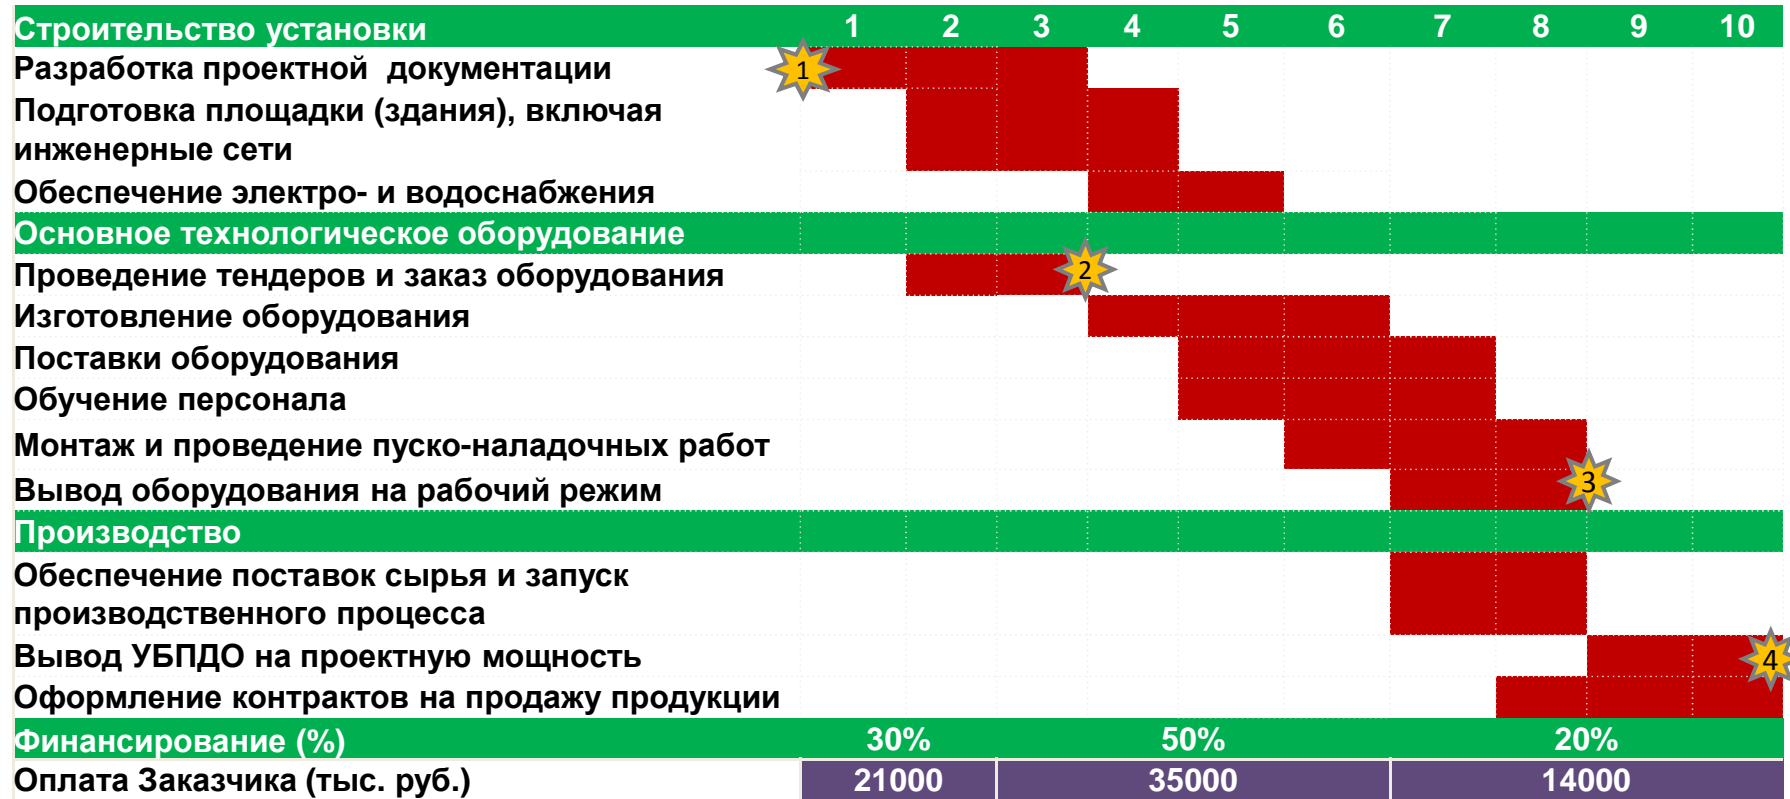 Строительство установки 1 2 3 4 5 6 7 8 9 10
Разработка проектной документации 1
Подготовка площадки (здания), включая
инженерные сети
Обеспечение электро- и водоснабжения
Основное технологическое оборудование
Проведение тендеров и заказ оборудования 2
Изготовление оборудования
Поставки оборудования
Обучение персонала
Монтаж и проведение пуско-наладочных работ
Вывод оборудования на рабочий режим 3
Производство
Обеспечение поставок сырья и запуск
производственного процесса
Вывод УБПДО на проектную мощность 4
Оформление контрактов на продажу продукции
Финансирование (%) 30% 50% 20%
Оплата Заказчика (тыс. руб.) 21000 35000 14000